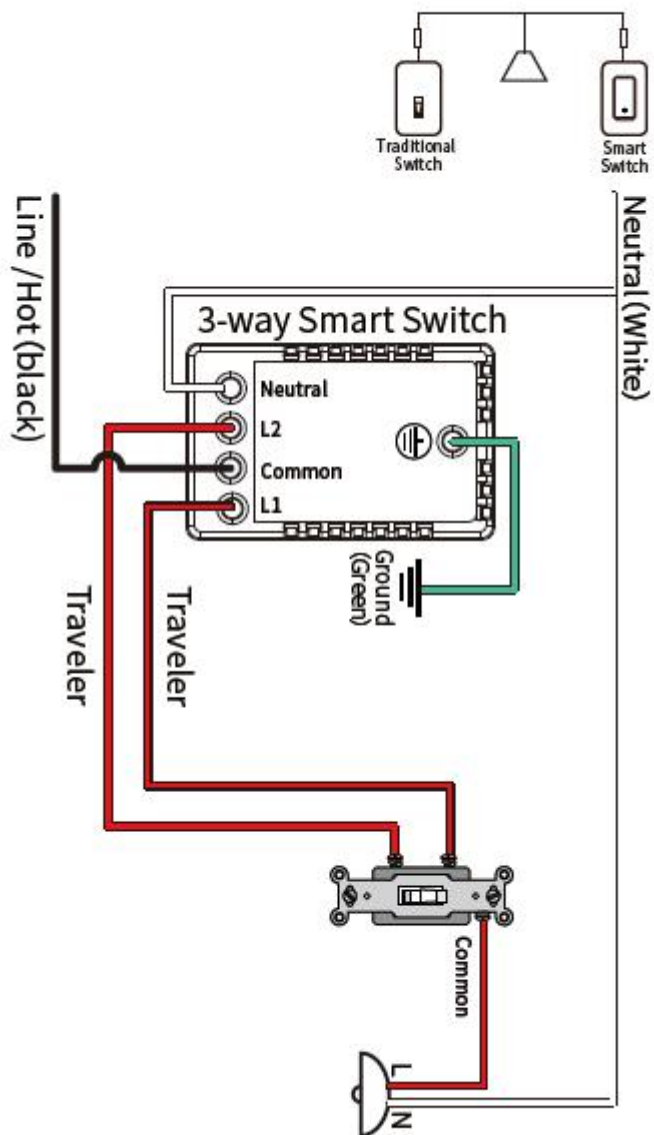 Traditional
Switch
Smart
Switch
Line /Hot (black)
Neutral (White)
3-way Smart Switch
Neutral
L2
Common
L1
Ground
(Green)
Traveler
Traveler
Common
L
N